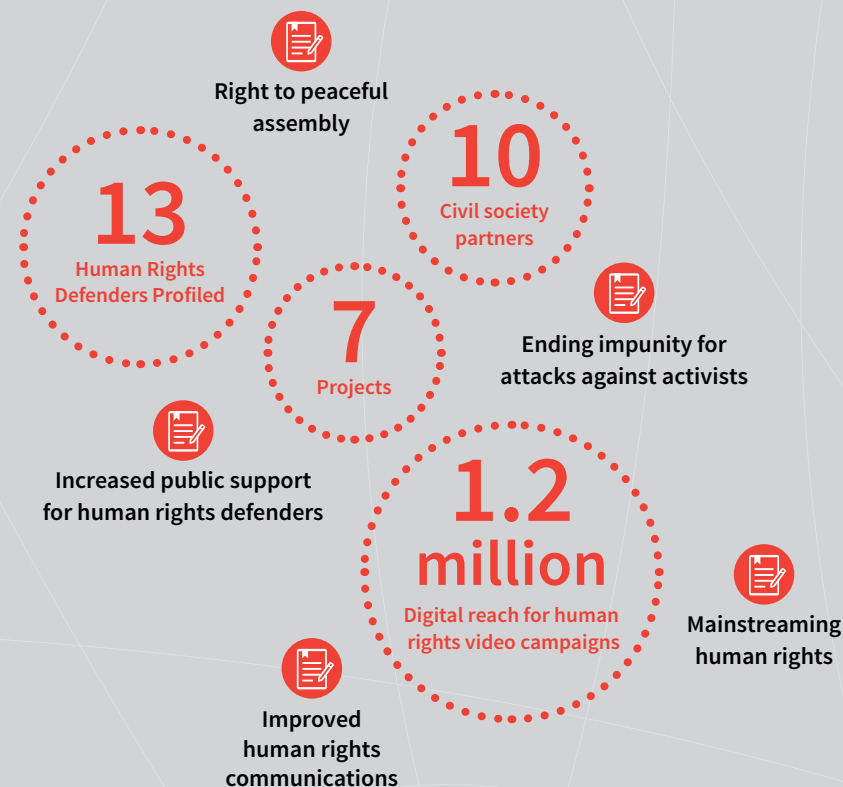 Right to peaceful
assembly
10
Civil society
partners
13
Human Rights
Defenders Profiled
7
Projects
Ending impunity for
attacks against activists
Increased public support
for human rights defenders
1.2
million
Digital reach for human
rights video campaigns
Mainstreaming
human rights
Improved
human rights
communications